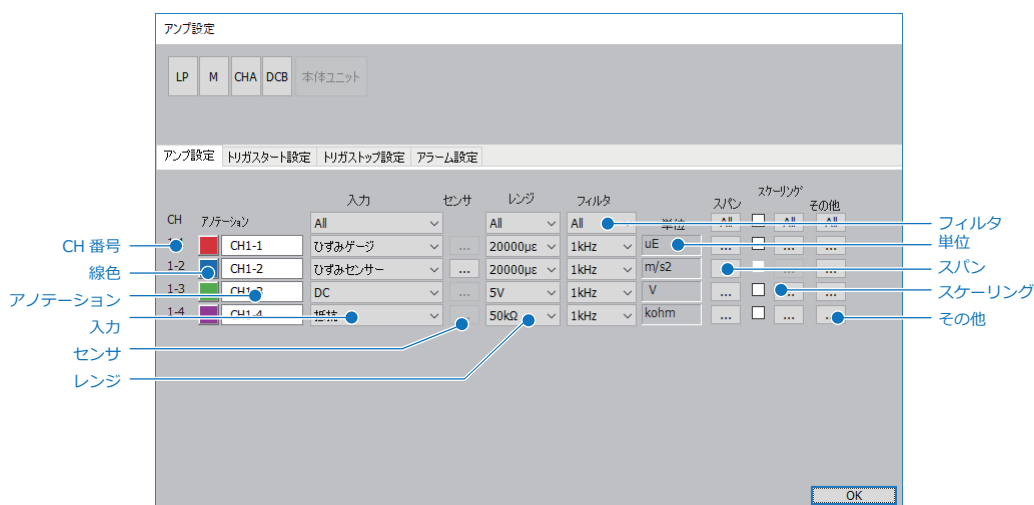 アンプ設定
LP M CHA DCB 本体ユニット
アンプ設定 トリガスタート設定 トリガストップ設定 アラーム設定
CH アノテーション 入力 センサ レンジ フィルタ 単位 スパン スケーリング その他
All All All All All All
CH1-1 ひずみゲージ ... 20000με 1kHz uE ... ... ...
1-2 CH1-2 ひずみセンサー ... 20000με 1kHz m/s2 ... ... ...
1-3 DC ... 5V 1kHz V ... ... ...
1-4 CH1-4 抵抗 50kΩ 1kHz kohm ... ... ...
OK
CH 番号
線色
アノテーション
入力
センサ
レンジ
フィルタ
単位
スパン
スケーリング
その他